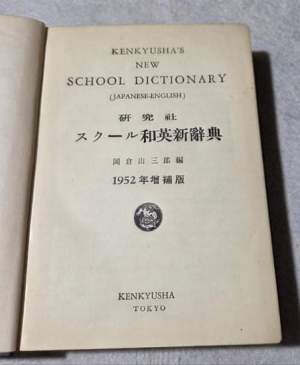 KENKYUSHA'S
NEW
SCHOOL DICTIONARY
(JAPANESE-ENGLISH)
研究社
スクール和英新辭典
岡倉由三郎編
1952年增補版
KENKYUSHA
TOKYO